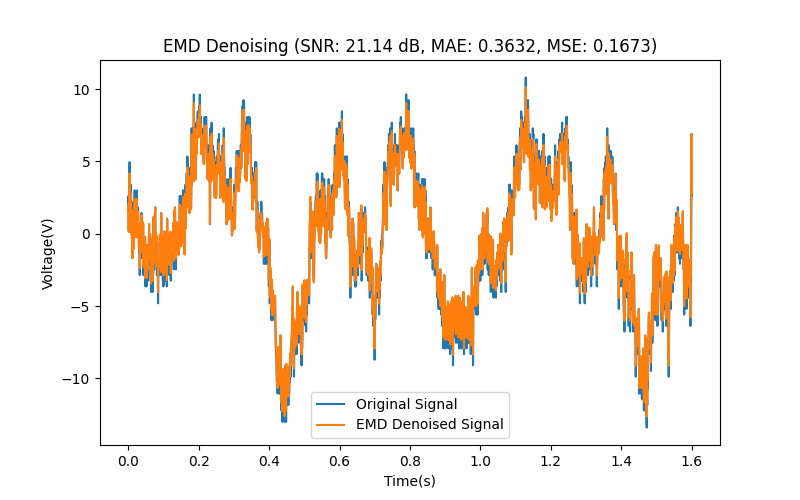 EMD Denoising (SNR: 21.14 dB, MAE: 0.3632, MSE: 0.1673)
10
5
0
−5
−10
Voltage(V)
Original Signal
EMD Denoised Signal
0.0 0.2 0.4 0.6 0.8 1.0 1.2 1.4 1.6
Time(s)